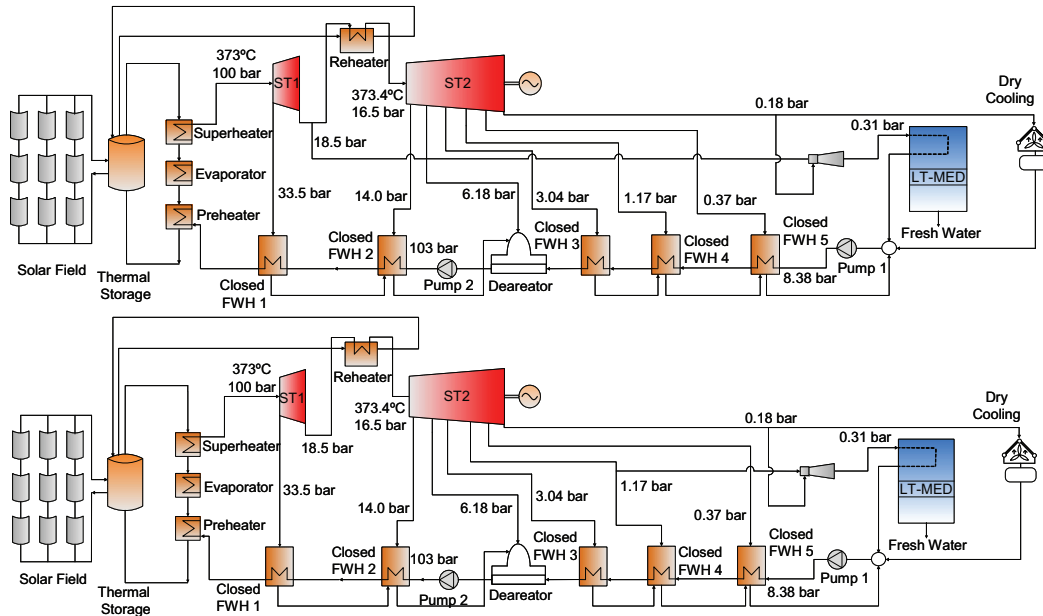 373ºC
100 bar
ST1
Reheater
ST2
373.4ºC
16.5 bar
0.18 bar
Dry
Cooling
Superheater
18.5 bar
0.31 bar
Evaporator
LT-MED
33.5 bar
14.0 bar
6.18 bar
3.04 bar
1.17 bar
0.37 bar
Preheater
Fresh Water
Closed
FWH 2
103 bar
Closed
FWH 3
Closed
FWH 4
Closed
FWH 5
Pump 1
8.38 bar
Solar Field
Thermal
Storage
Closed
FWH 1
Pump 2
Deareator
373ºC
100 bar
ST1
Reheater
ST2
373.4ºC
16.5 bar
0.18 bar
Dry
Cooling
Superheater
18.5 bar
0.31 bar
Evaporator
LT-MED
33.5 bar
14.0 bar
6.18 bar
3.04 bar
1.17 bar
0.37 bar
Preheater
Fresh Water
Closed
FWH 2
103 bar
Closed
FWH 3
Closed
FWH 4
Closed
FWH 5
Pump 1
8.38 bar
Solar Field
Thermal
Storage
Closed
FWH 1
Pump 2
Deareator